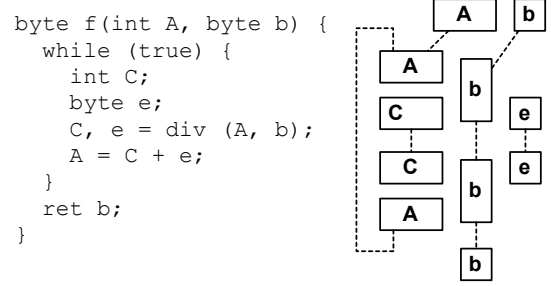 byte f(int A, byte b) {
while (true) {
int C;
byte e;
C, e = div (A, b);
A = C + e;
}
ret b;
}
A b
A
b
C e
C e
b
A
b